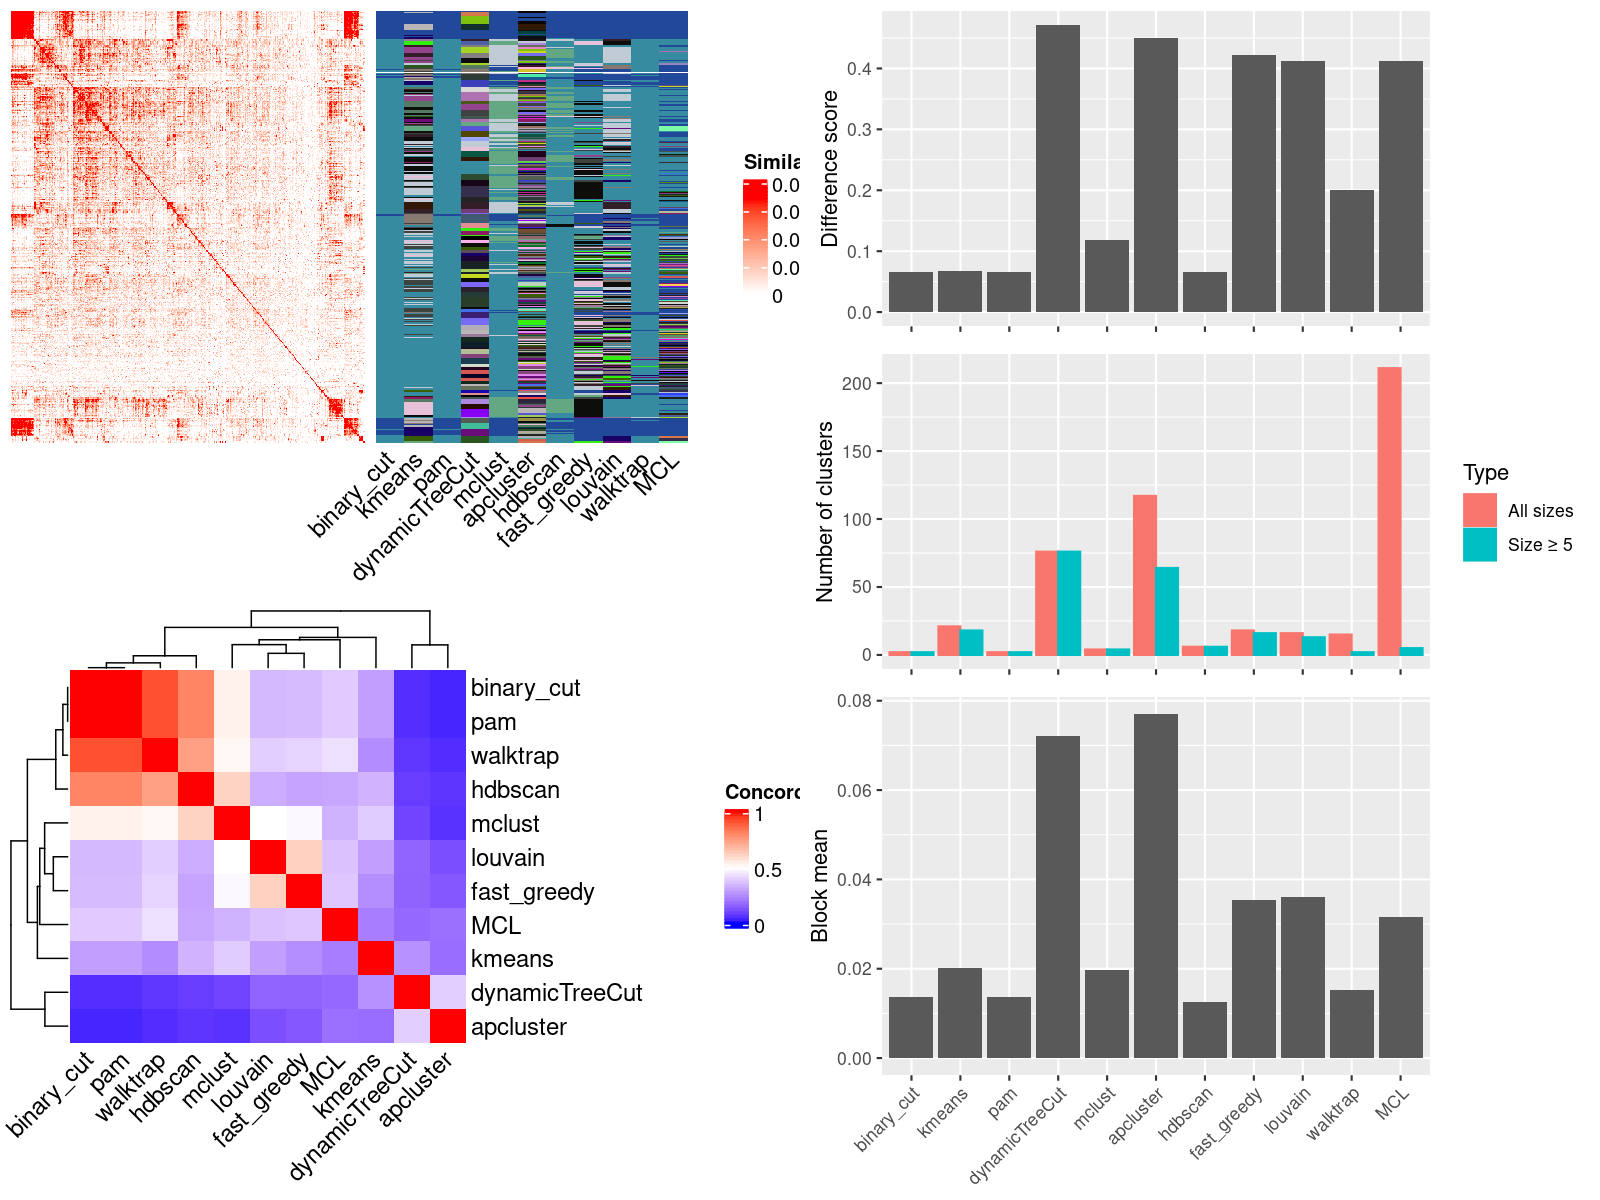 Simila
0.0
0.0
0.0
0.0
0
binary_cut
kmeans
pam
dynamicTreeCut
mclust
apcluster
hdbscan
fast_greedy
louvain
walktrap
MCL
binary_cut
pam
walktrap
hdbscan
mclust
louvain
fast_greedy
MCL
kmeans
dynamicTreeCut
apcluster
binary_cut
pam
walktrap
hdbscan
mclust
louvain
fast_greedy
MCL
kmeans
dynamicTreeCut
apcluster
Concord
1
0.5
0
Difference score
0.4
0.3
0.2
0.1
0.0
Number of clusters
200
150
100
50
0
Type
All sizes
Size ≥ 5
Block mean
0.08
0.06
0.04
0.02
0.00
binary_cut
kmeans
pam
dynamicTreeCut
mclust
apcluster
hdbscan
fast_greedy
louvain
walktrap
MCL